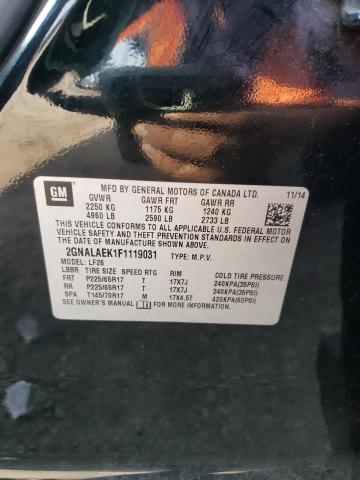 GM
MFD BY GENERAL MOTORS OF CANADA LTD. 11/14
GVWR GAWR FRT GAWR RR
2250 KG 1175 KG 1240 KG
4960 LB 2590 LB 2733 LB
THIS VEHICLE CONFORMS TO ALL APPLICABLE U.S. FEDERAL MOTOR VEHICLE SAFETY AND THEFT PREVENTION STANDARDS IN EFFECT ON THE DATE OF MANUFACTURE SHOWN ABOVE.
2GNALAEK1F1119031 TYPE: M.P.V.
MODEL: LF26
TIRE SIZE SPEED RTG RIM COLD TIRE PRESSURE
FRT P225/65R17 T 17X7J 240KPA(35PSI)
RR P225/65R17 T 17X7J 240KPA(35PSI)
SPA T145/70R17 M 17X4.5T 420KPA(60PSI)
SEE OWNER'S MANUAL FOR MORE INFORMATION.